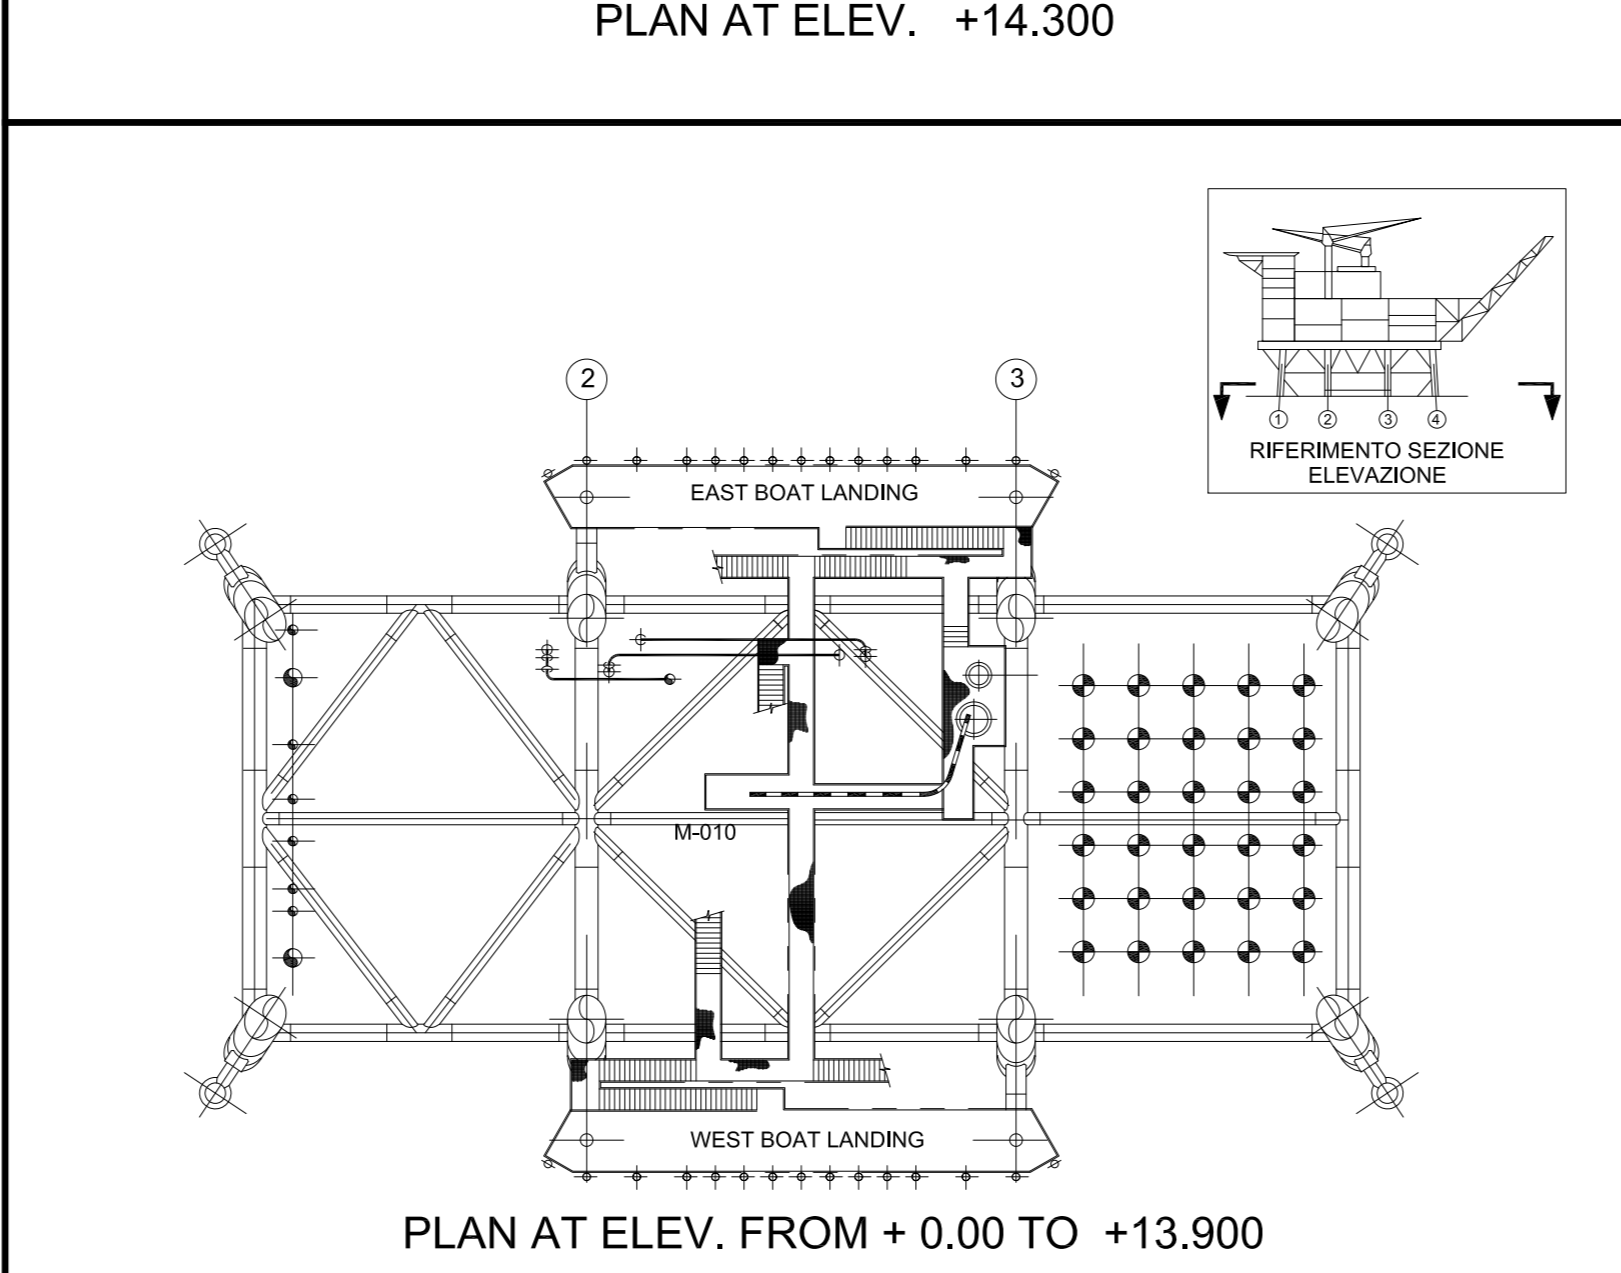 PLAN AT ELEV. +14.300
2
3
1 2 3 4
RIFERIMENTO SEZIONE
ELEVAZIONE
EAST BOAT LANDING
M-010
WEST BOAT LANDING
PLAN AT ELEV. FROM + 0.00 TO +13.900